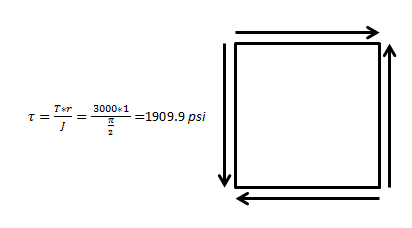 τ = T*r/J = 3000*1/(π/2) =1909.9 psi